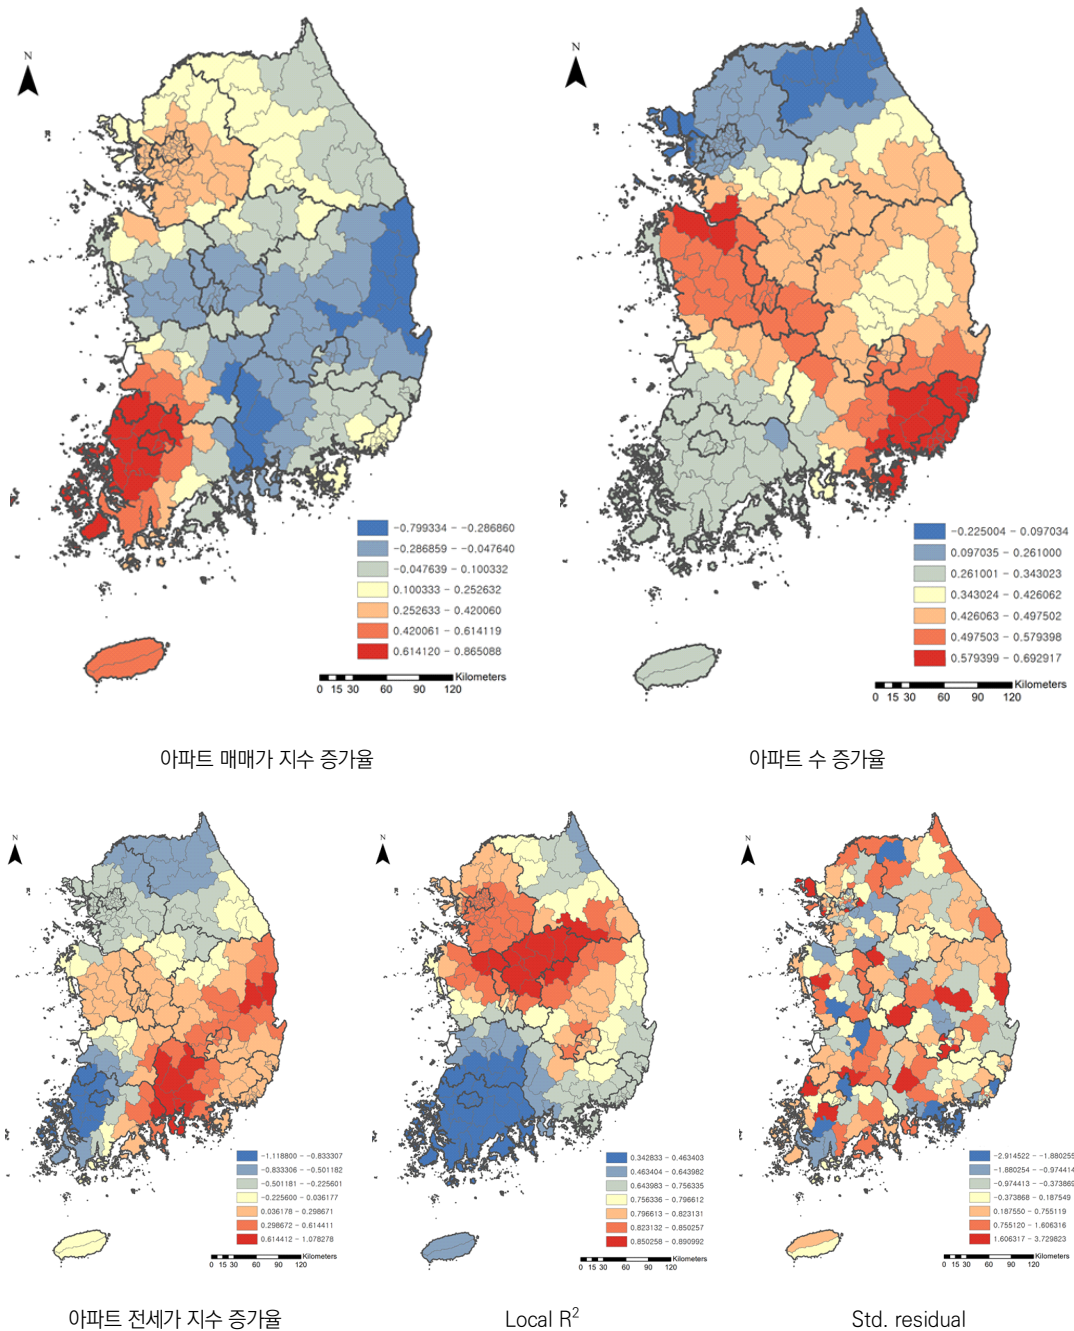 N
N
-0.799334 - -0.286860
-0.286859 - -0.047640
-0.047639 - 0.100332
0.100333 - 0.252632
0.252633 - 0.420060
0.420061 - 0.614119
0.614120 - 0.865088
Kilometers
0 15 30 60 90 120
-0.225004 - 0.097034
0.097035 - 0.261000
0.261001 - 0.343023
0.343024 - 0.426062
0.426063 - 0.497502
0.497503 - 0.579398
0.579399 - 0.692917
Kilometers
0 15 30 60 90 120
아파트 매매가 지수 증가율
아파트 수 증가율
N
N
N
-1.118800 - -0.833307
-0.833306 - -0.501182
-0.501181 - -0.225601
-0.225600 - 0.036177
0.036178 - 0.298671
0.298672 - 0.614411
0.614412 - 1.078278
Kilometers
0 15 30 60 90 120
0.342833 - 0.463403
0.463404 - 0.643982
0.643983 - 0.756335
0.756336 - 0.796612
0.796613 - 0.823131
0.823132 - 0.850257
0.850258 - 0.890992
Kilometers
0 15 30 60 90 120
-2.914522 - -1.880255
-1.880254 - -0.974414
-0.974413 - -0.373869
-0.373868 - 0.187549
0.187550 - 0.755119
0.755120 - 1.606316
1.606317 - 3.729823
Kilometers
0 15 30 60 90 120
아파트 전세가 지수 증가율
Local R²
Std. residual